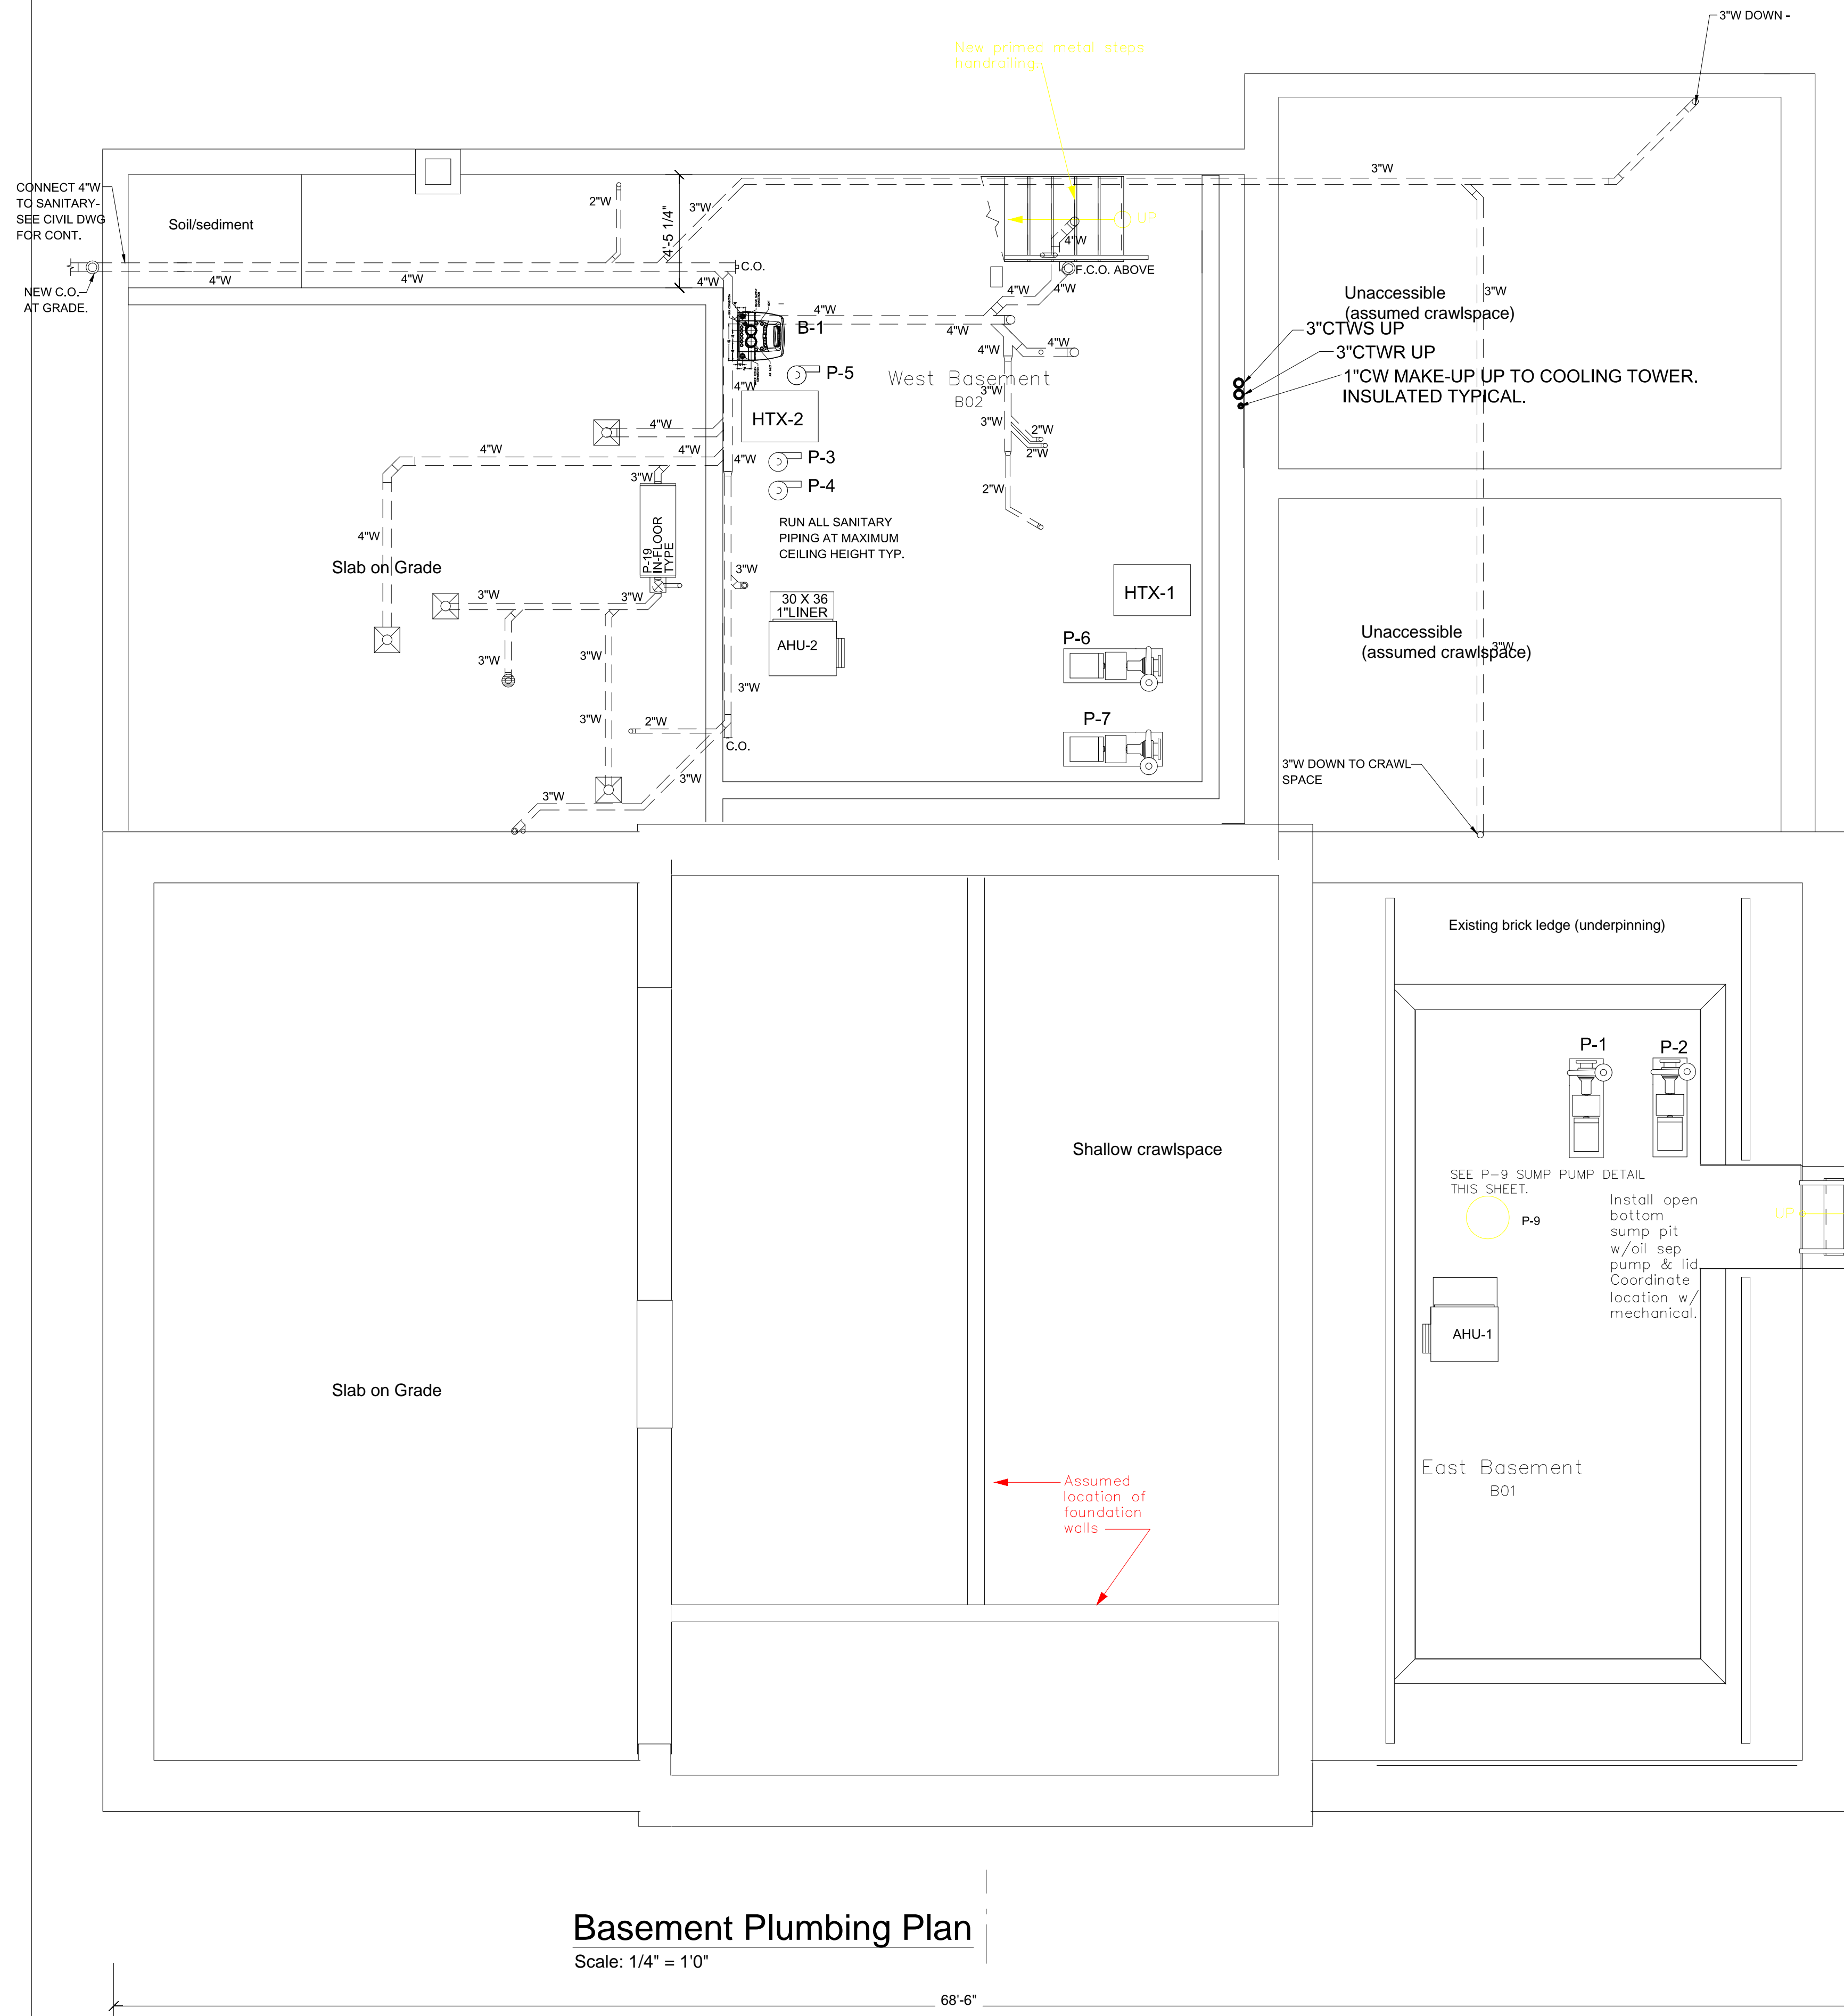 3"W DOWN -
New primed metal steps
handrailing.
3"W
CONNECT 4"W
TO SANITARY-
SEE CIVIL DWG
FOR CONT.
Soil/sediment
2"W
4'-5 1/4"
3"W
UP
4"W
F.C.O. ABOVE
C.O.
4"W
4"W
4"W
4"W
4"W
NEW C.O.
AT GRADE.
Unaccessible
(assumed crawlspace)
3"W
4"W
B-1
4"W
4"W
4"W
3"CTWS UP
3"CTWR UP
1"CW MAKE-UP UP TO COOLING TOWER.
INSULATED TYPICAL.
P-5
West Basement
B02
4"W
3"W
HTX-2
3"W
4"W
2"W
4"W
4"W
2"W
4"W
P-3
3"W
P-4
2"W
RUN ALL SANITARY
PIPING AT MAXIMUM
CEILING HEIGHT TYP.
P-19
IN-FLOOR
TYPE
4"W
Slab on Grade
3"W
HTX-1
3"W
3"W
30 X 36
1"LINER
AHU-2
P-6
Unaccessible
(assumed crawlspace)
3"W
3"W
3"W
3"W
3"W
2"W
P-7
C.O.
3"W
3"W
3"W DOWN TO CRAWL
SPACE
Existing brick ledge (underpinning)
P-1
P-2
Shallow crawlspace
SEE P-9 SUMP PUMP DETAIL
THIS SHEET.
P-9
Install open
bottom
sump pit
w/oil sep
pump & lid
Coordinate
location w/
mechanical.
UP
AHU-1
Slab on Grade
East Basement
B01
Assumed
location of
foundation
walls
Basement Plumbing Plan
Scale: 1/4" = 1'0"
68'-6"